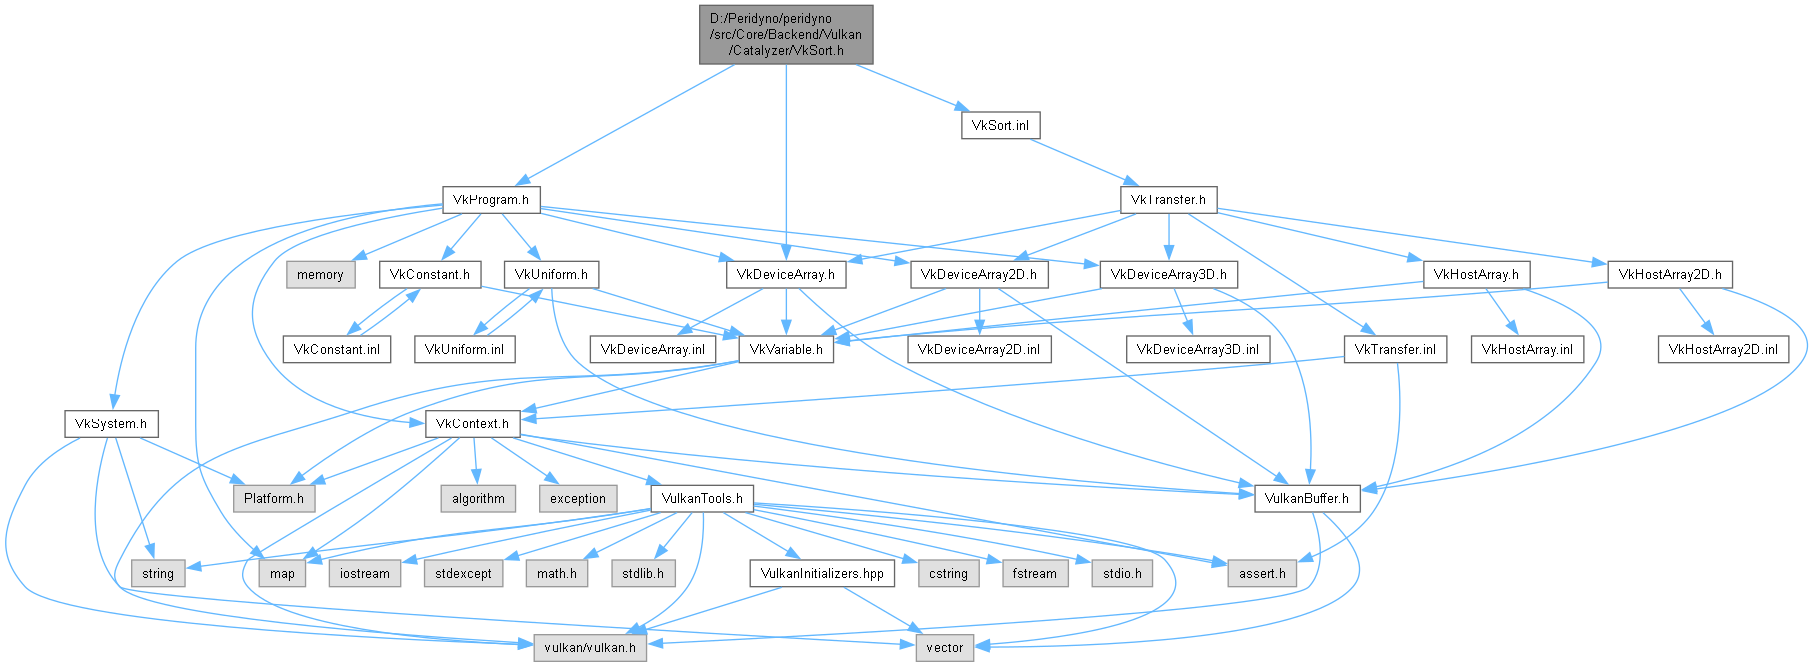 D:/Peridyno/peridyno
/src/Core/Backend/Vulkan
/Catalyzer/VkSort.h
VkSort.inl
VkProgram.h
VkTransfer.h
memory
VkConstant.h
VkUniform.h
VkDeviceArray.h
VkDeviceArray2D.h
VkDeviceArray3D.h
VkHostArray.h
VkHostArray2D.h
VkConstant.inl
VkUniform.inl
VkDeviceArray.inl
VkVariable.h
VkDeviceArray2D.inl
VkDeviceArray3D.inl
VkTransfer.inl
VkHostArray.inl
VkHostArray2D.inl
VkSystem.h
VkContext.h
Platform.h
algorithm
exception
VulkanTools.h
VulkanBuffer.h
string
map
iostream
stdexcept
math.h
stdlib.h
VulkanInitializers.hpp
cstring
fstream
stdio.h
assert.h
vulkan/vulkan.h
vector